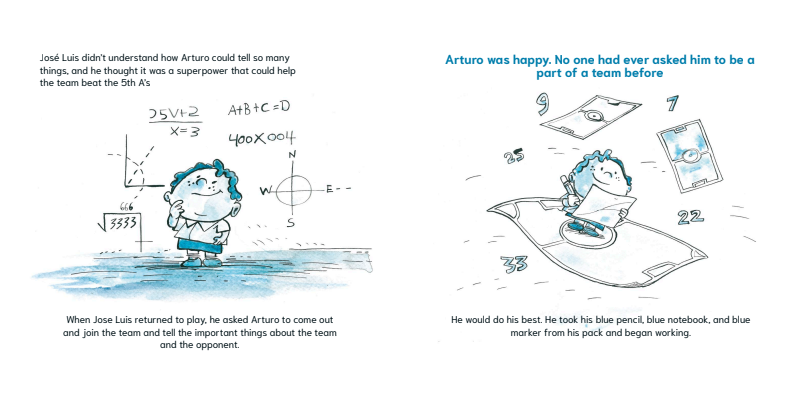 José Luis didn't understand how Arturo could tell so many
things, and he thought it was a superpower that could help
the team beat the 5th A's
25V+2
X=3
A+B+C=D
400X004
N
W
E--
S
666
√3333
When Jose Luis returned to play, he asked Arturo to come out
and join the team and tell the important things about the team
and the opponent.
Arturo was happy. No one had ever asked him to be a
part of a team before
9
7
25
22
33
He would do his best. He took his blue pencil, blue notebook, and blue
marker from his pack and began working.